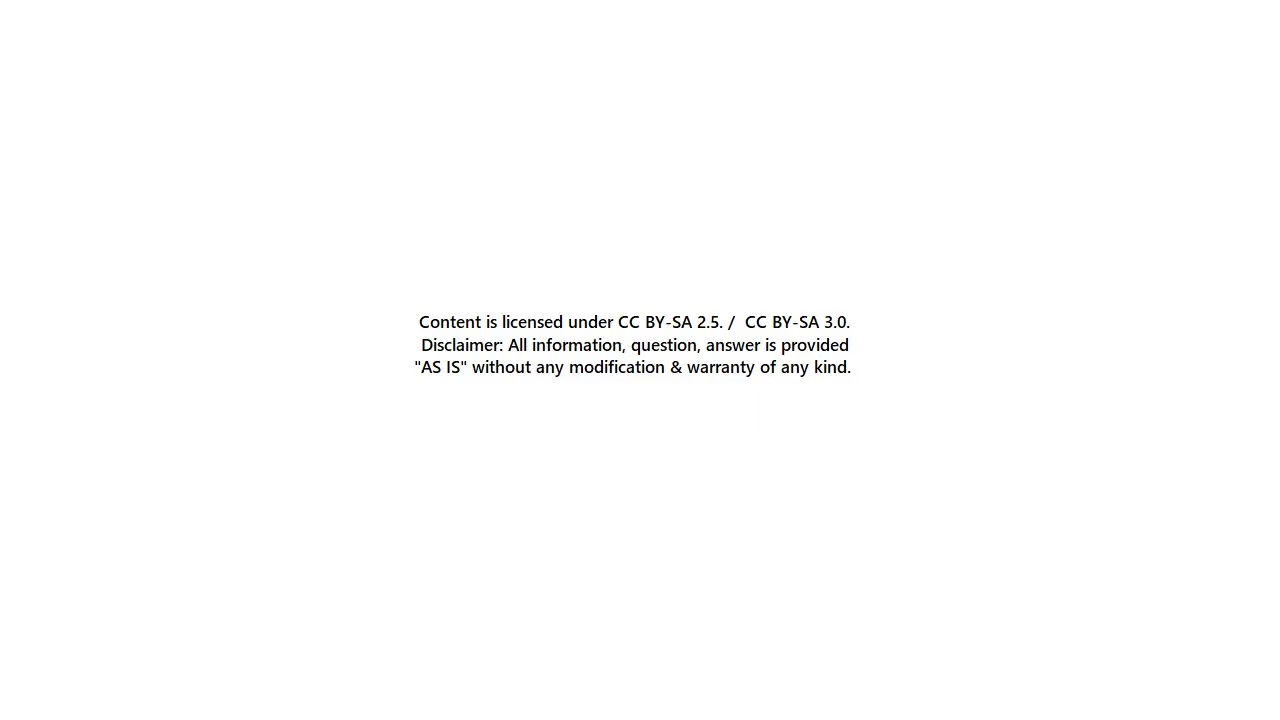 Content is licensed under CC BY-SA 2.5. /  CC BY-SA 3.0.
Disclaimer: All information, question, answer is provided
"AS IS" without any modification & warranty of any kind.